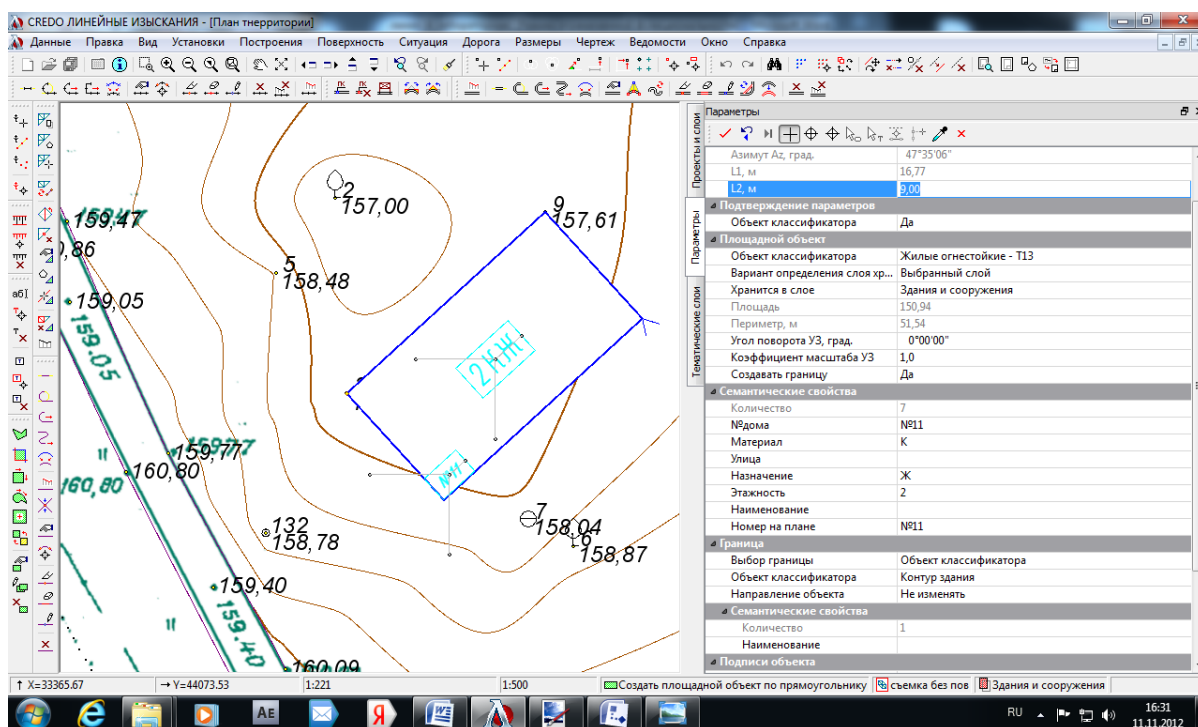 CREDO ЛИНЕЙНЫЕ ИЗЫСКАНИЯ - [План тнерритории]
Данные Правка Вид Установки Построения Поверхность Ситуация Дорога Размеры Чертеж Ведомости Окно Справка
Параметры
Проекты и слои
Параметры
Тематические слои
Азимут Az, град. 47°35'06"
L1, м 16,77
L2, м 9,00
Подтверждение параметров
Объект классификатора Да
Площадной объект
Объект классификатора Жилые огнестойкие - Т13
Вариант определения слоя хр... Выбранный слой
Хранится в слое Здания и сооружения
Площадь 150,94
Периметр, м 51,54
Угол поворота УЗ, град. 0°00'00"
Коэффициент масштаба УЗ 1,0
Создавать границу Да
Семантические свойства
Количество 7
№дома №11
Материал К
Улица
Назначение Ж
Этажность 2
Наименование
Номер на плане №11
Граница
Выбор границы Объект классификатора
Объект классификатора Контур здания
Направление объекта Не изменять
Семантические свойства
Количество 1
Наименование
Подписи объекта
2
157,00
9
157,61
159,47
,86
5
158,48
159,05
159.05
2КЖ
159,77
160,80
160,80
№11
7
158,04
6
158,87
132
158,78
159,40
159.40
160,09
X=33365.67 Y=44073.53 1:221 1:500 Создать площадной объект по прямоугольнику съемка без пов Здания и сооружения
AE
Я
RU
16:31
11.11.2012